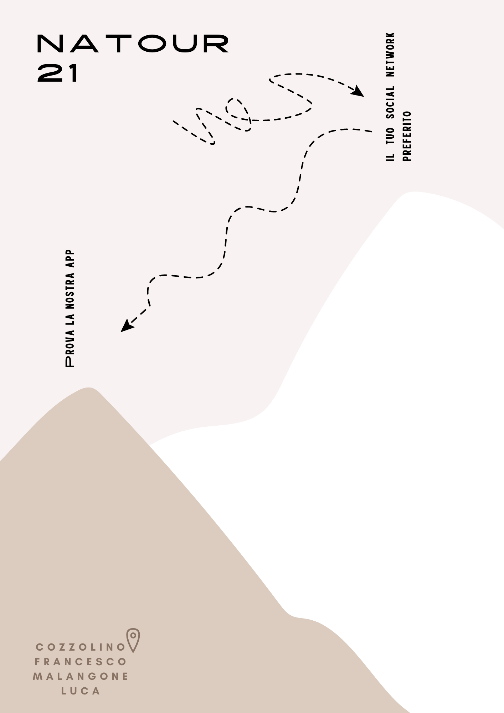 NATOUR
21
IL TUO SOCIAL NETWORK
PREFERITO
PROVA LA NOSTRA APP
COZZOLINO
FRANCESCO
MALANGONE
LUCA